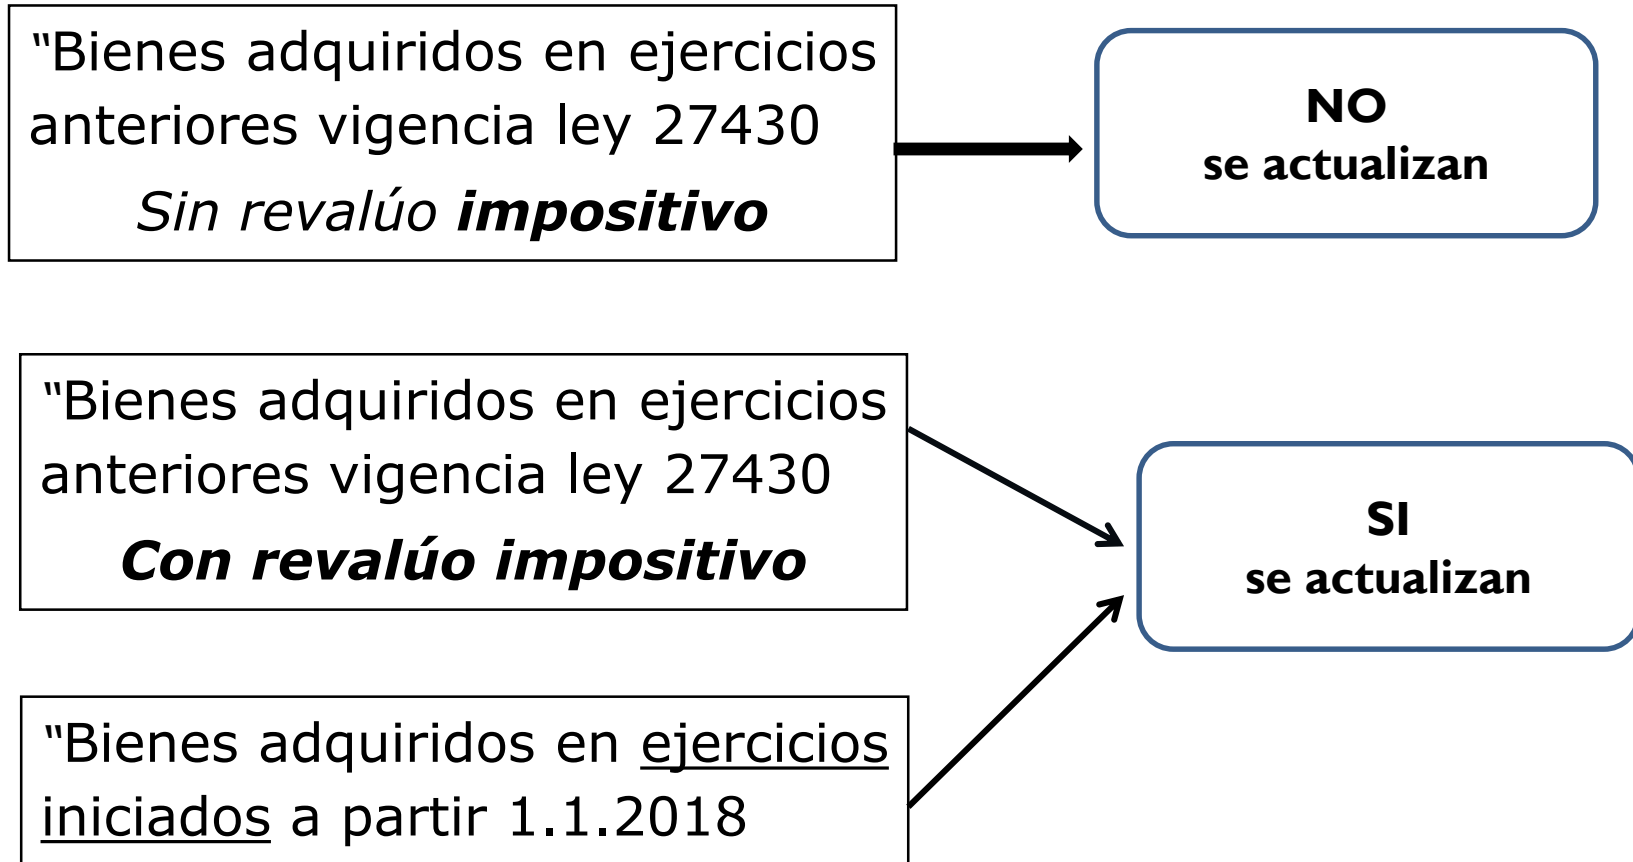 “Bienes adquiridos en ejercicios
anteriores vigencia ley 27430
Sin revalúo impositivo
NO
se actualizan
“Bienes adquiridos en ejercicios
anteriores vigencia ley 27430
Con revalúo impositivo
SI
se actualizan
“Bienes adquiridos en ejercicios
iniciados a partir 1.1.2018